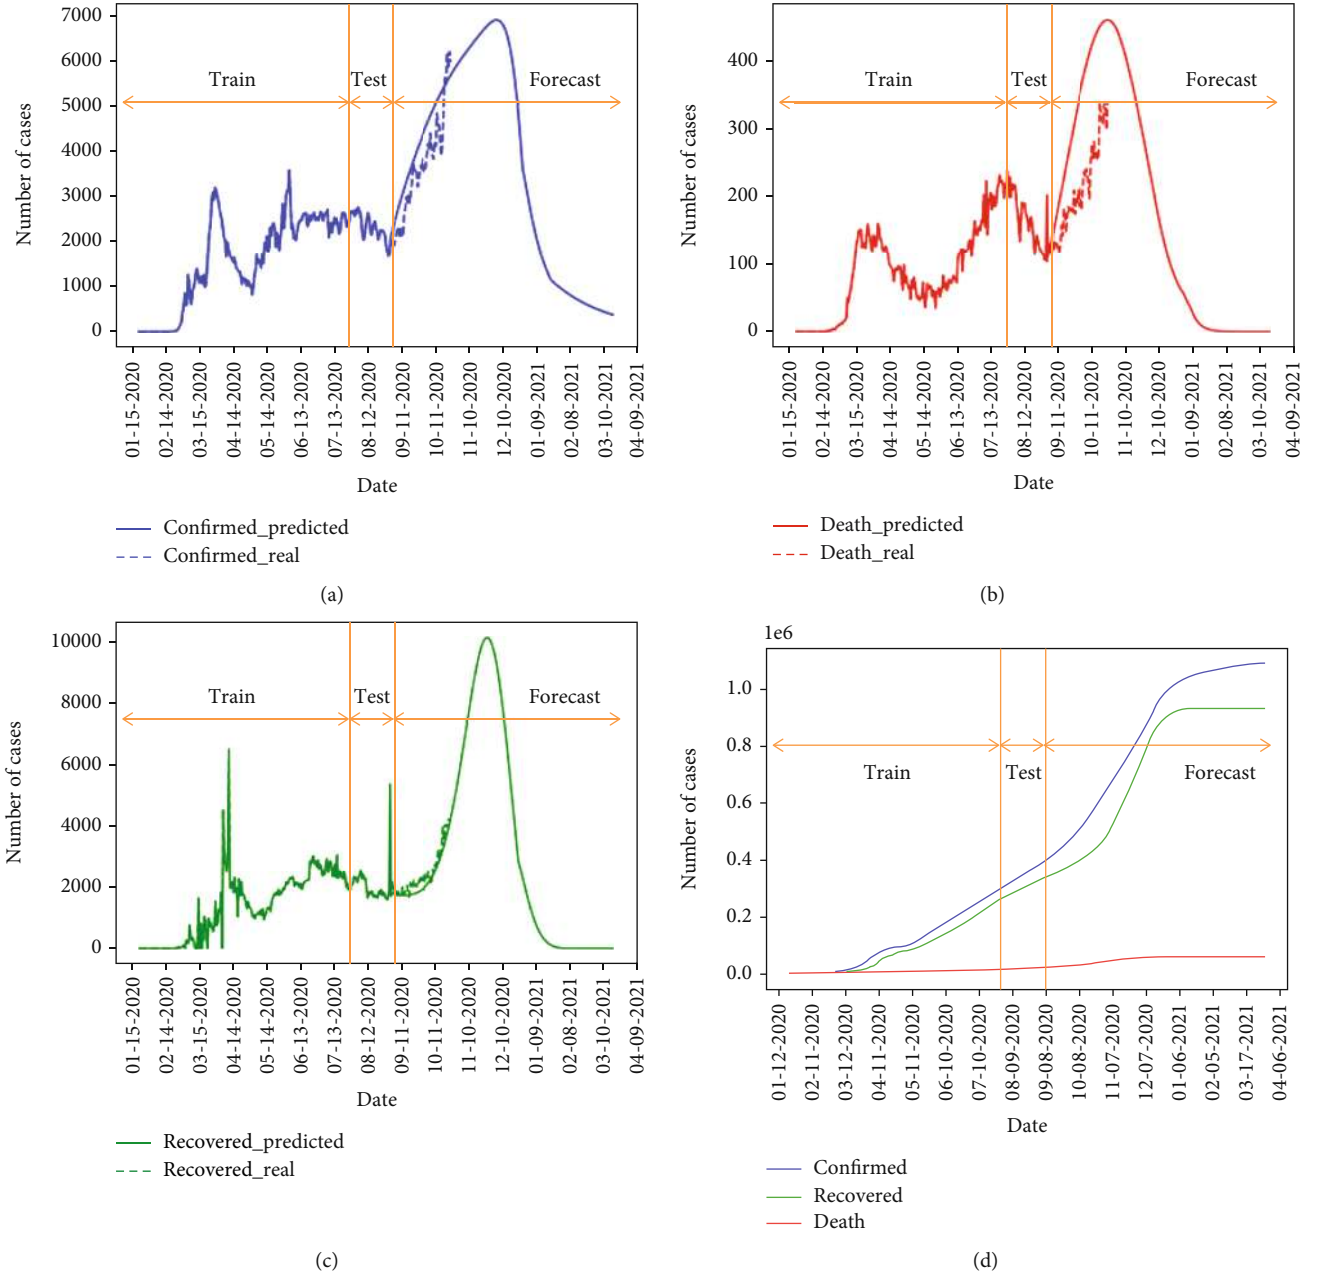 Number of cases
7000
6000
5000
4000
3000
2000
1000
0
Train
Test
Forecast
01-15-2020
02-14-2020
03-15-2020
04-14-2020
05-14-2020
06-13-2020
07-13-2020
08-12-2020
09-11-2020
10-11-2020
11-10-2020
12-10-2020
01-09-2021
02-08-2021
03-10-2021
04-09-2021
Date
Confirmed_predicted
Confirmed_real
(a)
Number of cases
400
300
200
100
0
Train
Test
Forecast
01-15-2020
02-14-2020
03-15-2020
04-14-2020
05-14-2020
06-13-2020
07-13-2020
08-12-2020
09-11-2020
10-11-2020
11-10-2020
12-10-2020
01-09-2021
02-08-2021
03-10-2021
04-09-2021
Date
Death_predicted
Death_real
(b)
Number of cases
10000
8000
6000
4000
2000
0
Train
Test
Forecast
01-15-2020
02-14-2020
03-15-2020
04-14-2020
05-14-2020
06-13-2020
07-13-2020
08-12-2020
09-11-2020
10-11-2020
11-10-2020
12-10-2020
01-09-2021
02-08-2021
03-10-2021
04-09-2021
Date
Recovered_predicted
Recovered_real
(c)
1e6
Number of cases
1.0
0.8
0.6
0.4
0.2
0.0
Train
Test
Forecast
01-12-2020
02-11-2020
03-12-2020
04-11-2020
05-11-2020
06-10-2020
07-10-2020
08-09-2020
09-08-2020
10-08-2020
11-07-2020
12-07-2020
01-06-2021
02-05-2021
03-17-2021
04-06-2021
Date
Confirmed
Recovered
Death
(d)